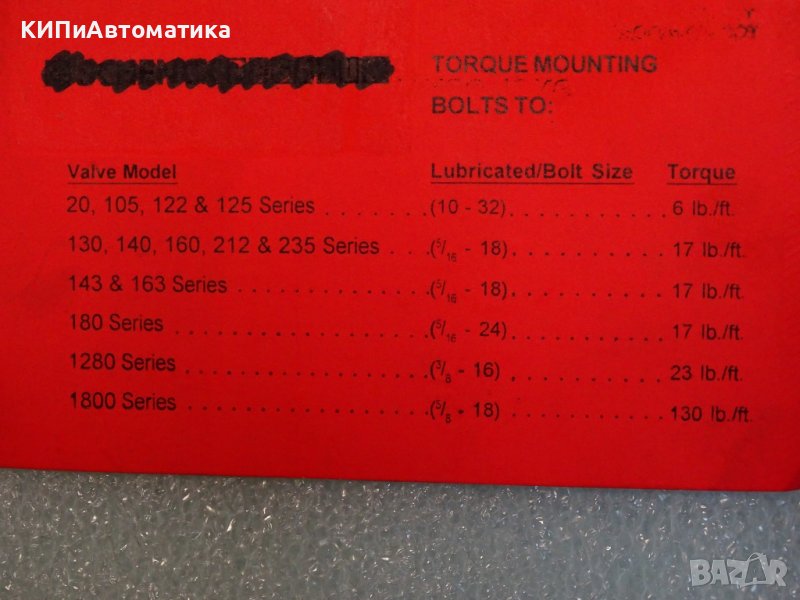 КИПиАвтоматика
TORQUE MOUNTING
BOLTS TO:
Valve Model Lubricated/Bolt Size Torque
20, 105, 122 & 125 Series . . . . . . . (10 - 32) . . . . . . . . . . 6 lb./ft.
130, 140, 160, 212 & 235 Series . . . (5/16 - 18) . . . . . . . . . . 17 lb./ft.
143 & 163 Series . . . . . . . . . . . . (5/16 - 18) . . . . . . . . . . 17 lb./ft.
180 Series . . . . . . . . . . . . . . . . (5/16 - 24) . . . . . . . . . . 17 lb./ft.
1280 Series . . . . . . . . . . . . . . . (3/8 - 16) . . . . . . . . . . 23 lb./ft.
1800 Series . . . . . . . . . . . . . . . (5/8 - 18) . . . . . . . . . . 130 lb./ft.
BAZAR